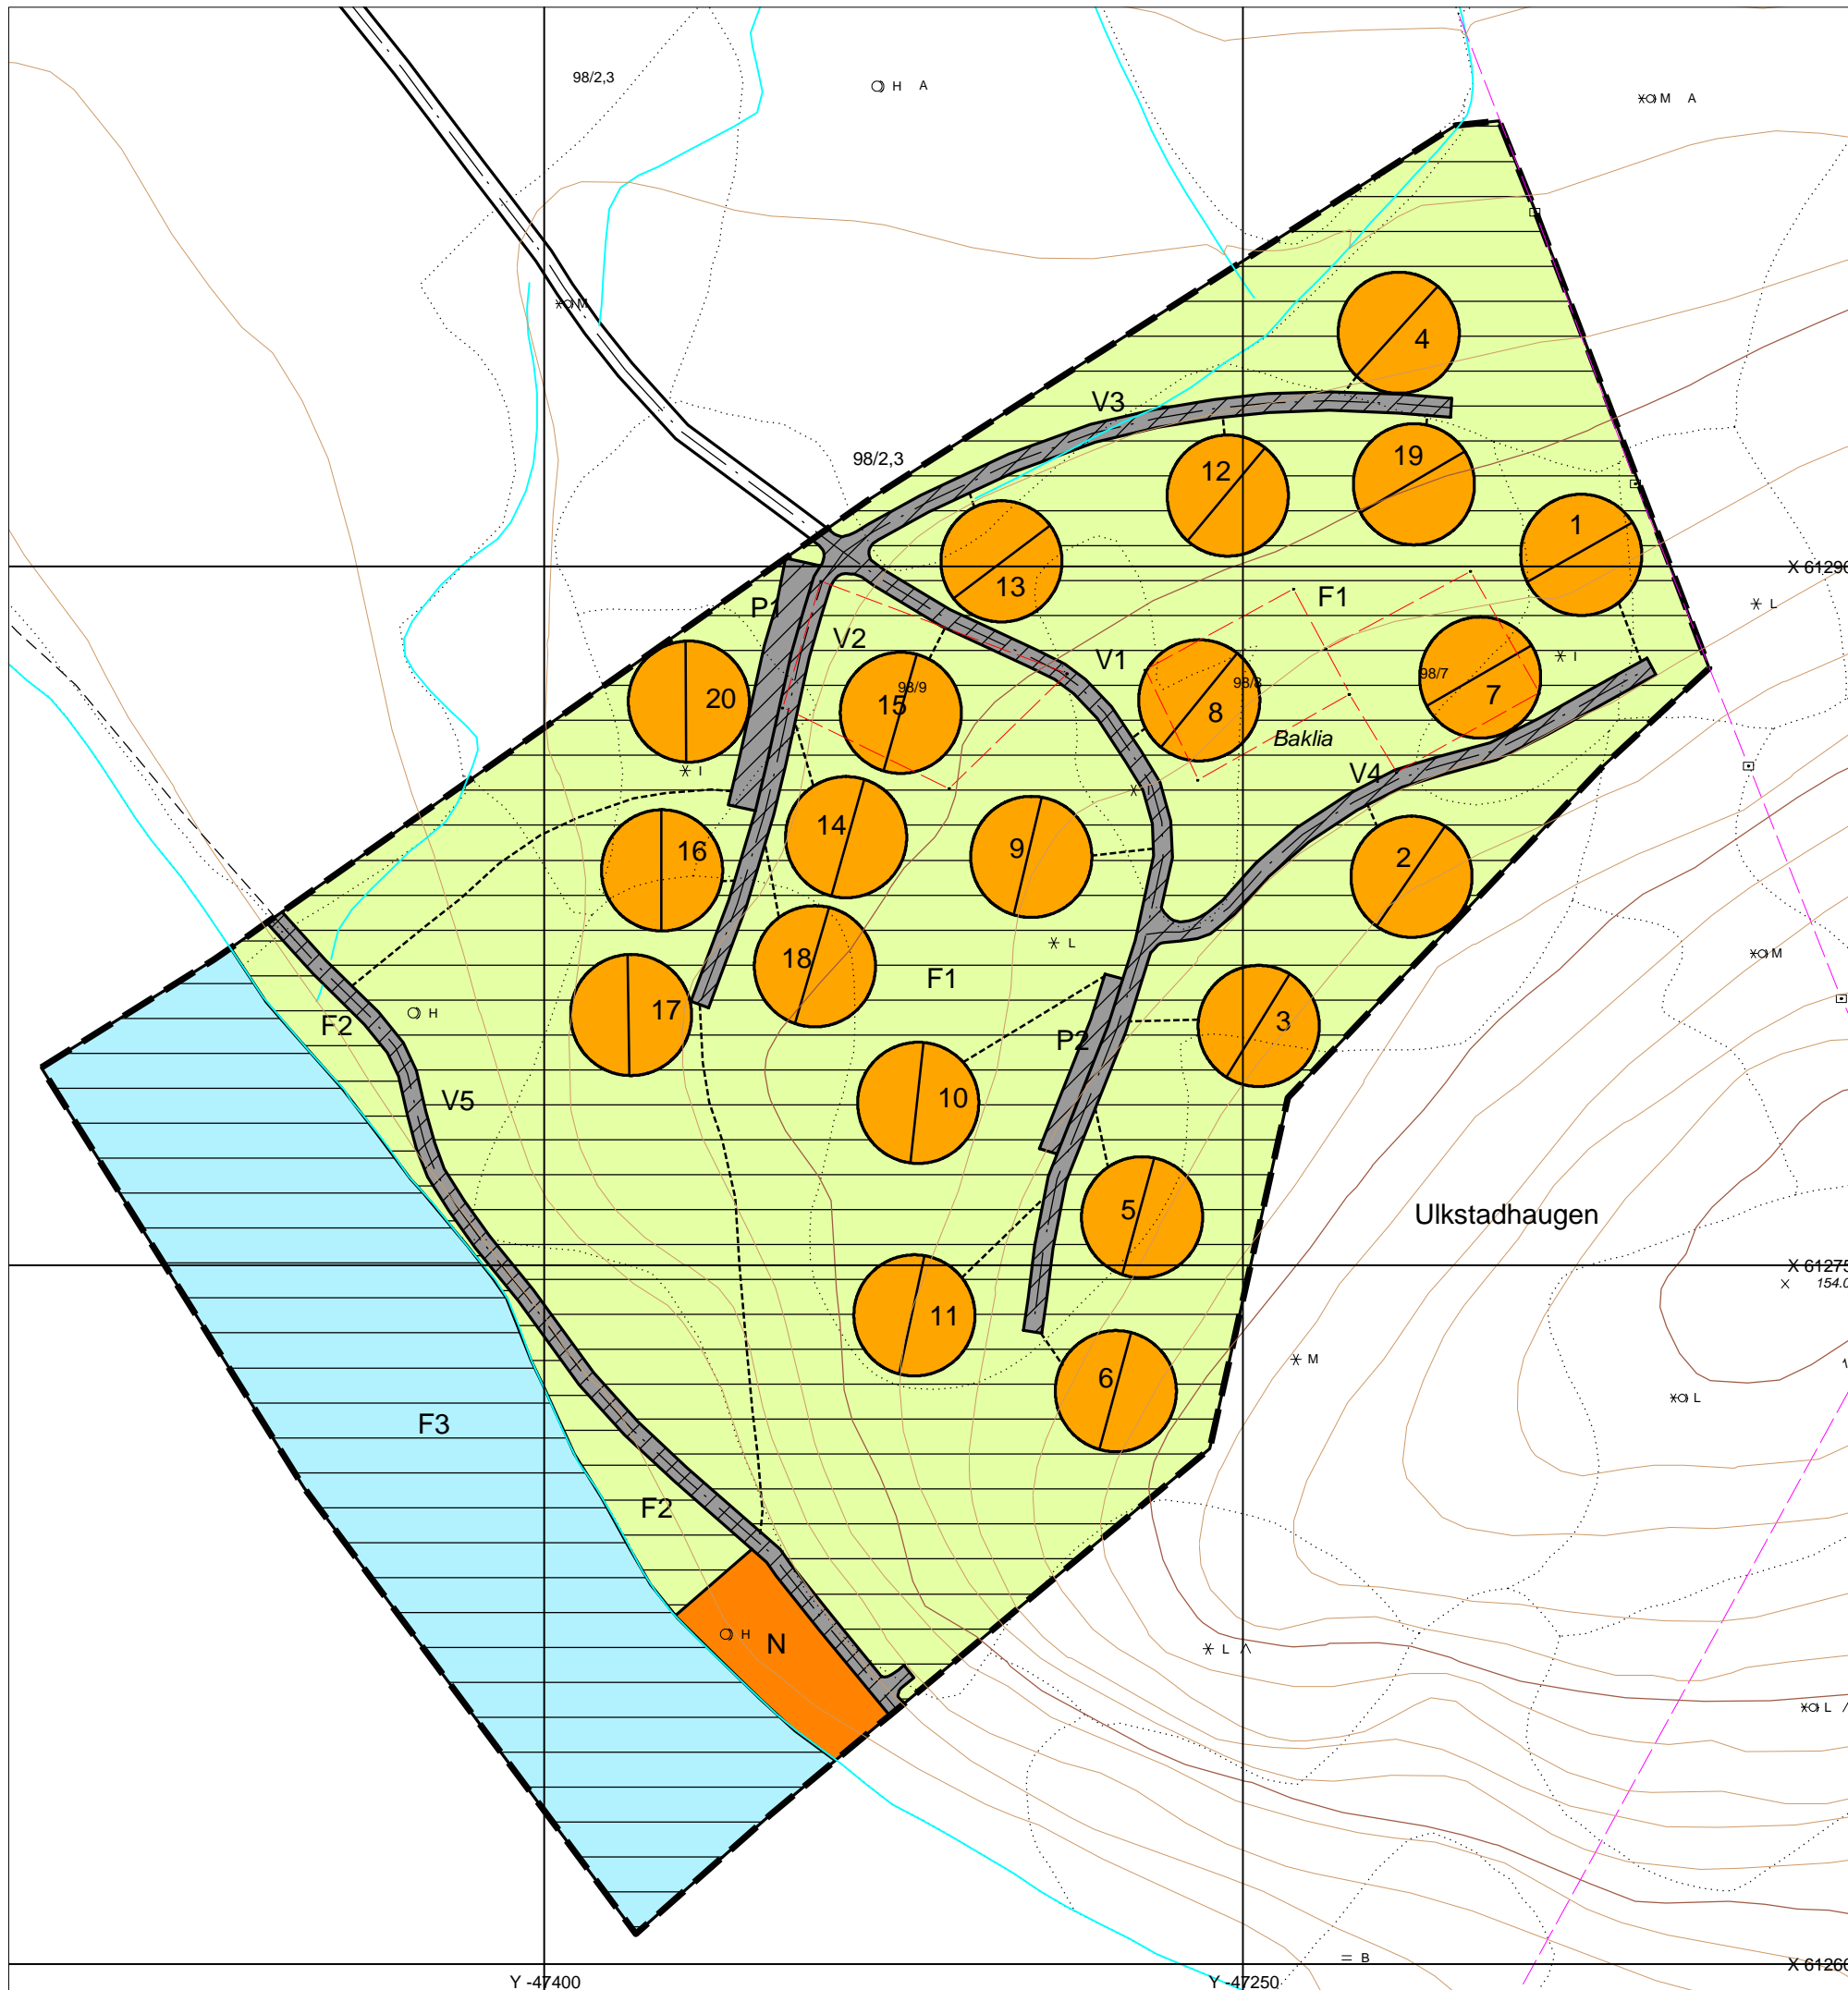 98/2,3
H A
M A
M
4
V3
98/2,3
12
19
1
13
X 61290
P1
F1
L
V2
V1
I
98/9
98/8
98/7
20
15
8
7
Baklia
I
V4
I
14
16
9
2
L
M
18
F1
17
H
F2
3
P2
V5
10
5
Ulkstadhaugen
X 61275
154.0
11
M
6
L
F3
F2
H
N
L
L
B
X 61260
Y -47400
Y -47250